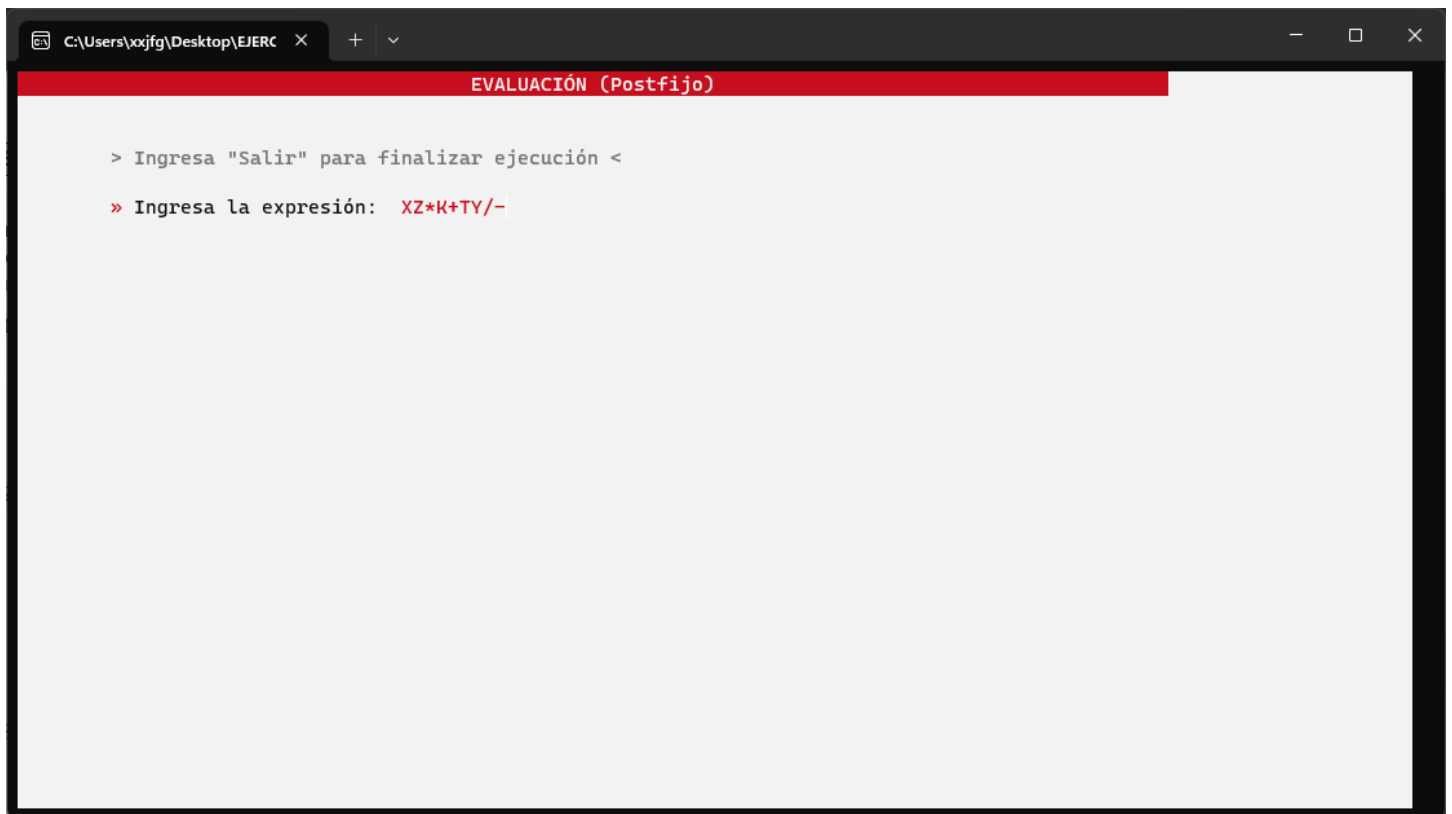 C:\Users\xxjfg\Desktop\EJERC
EVALUACIÓN (Postfijo)
> Ingresa "Salir" para finalizar ejecución <
» Ingresa la expresión: XZ*K+TY/-